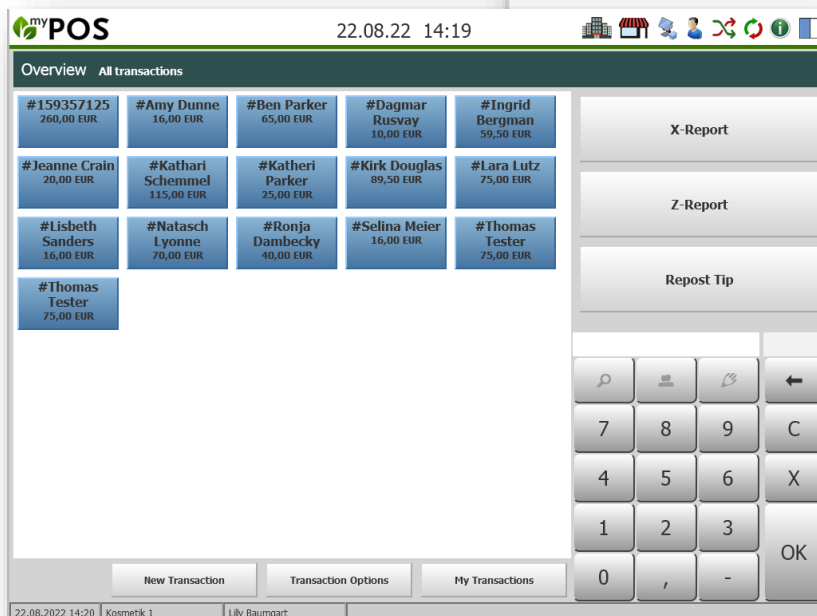 myPOS
22.08.22 14:19
Overview All transactions
#159357125
260,00 EUR
#Amy Dunne
16,00 EUR
#Ben Parker
65,00 EUR
#Dagmar
Rusvay
10,00 EUR
#Ingrid
Bergman
59,50 EUR
#Jeanne Crain
20,00 EUR
#Kathari
Schemmel
115,00 EUR
#Katheri
Parker
25,00 EUR
#Kirk Douglas
89,50 EUR
#Lara Lutz
75,00 EUR
#Lisbeth
Sanders
16,00 EUR
#Natasch
Lyonne
70,00 EUR
#Ronja
Dambecky
40,00 EUR
#Selina Meier
16,00 EUR
#Thomas
Tester
75,00 EUR
#Thomas
Tester
75,00 EUR
X-Report
Z-Report
Repost Tip
7 8 9 C
4 5 6 X
1 2 3
OK
0 , -
New Transaction Transaction Options My Transactions
22.08.2022 14:20 Kosmetik 1 Lilly Baumgart